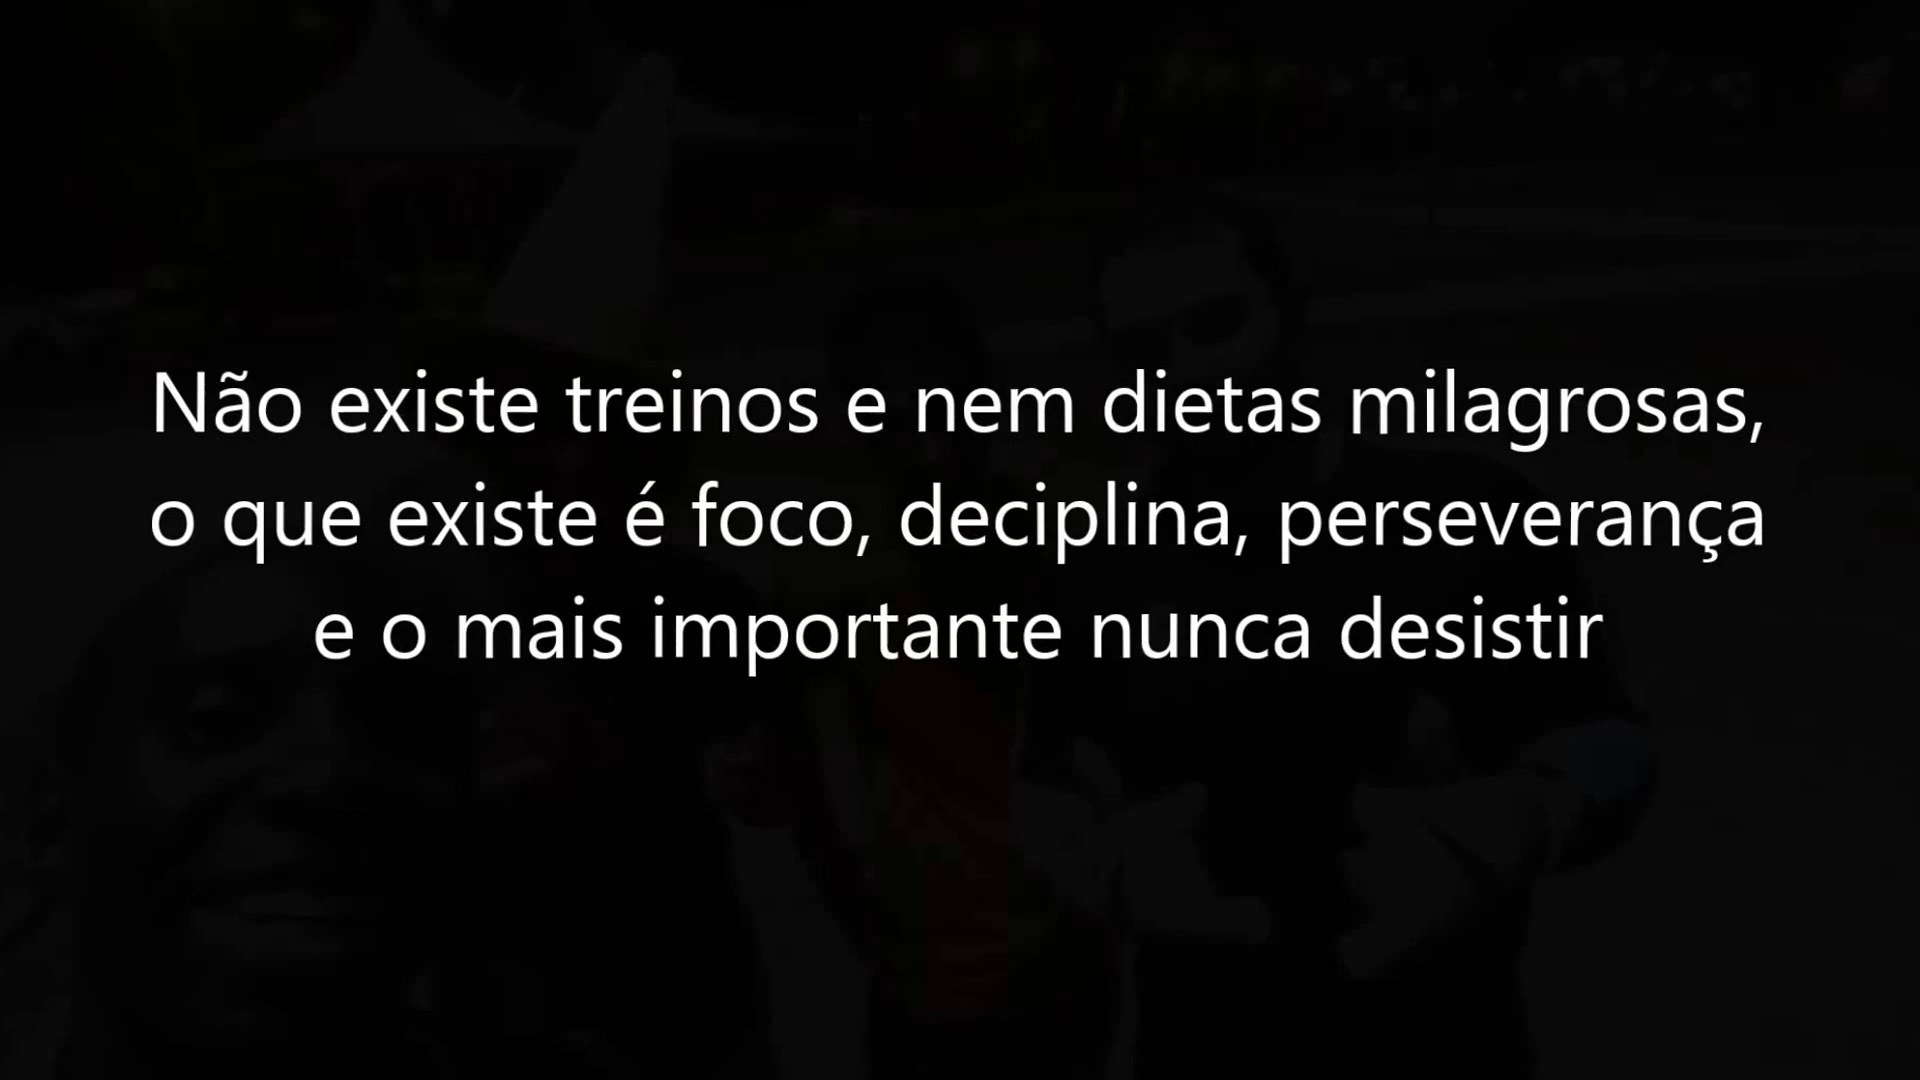 Não existe treinos e nem dietas milagrosas,
o que existe é foco, deciplina, perseverança
e o mais importante nunca desistir